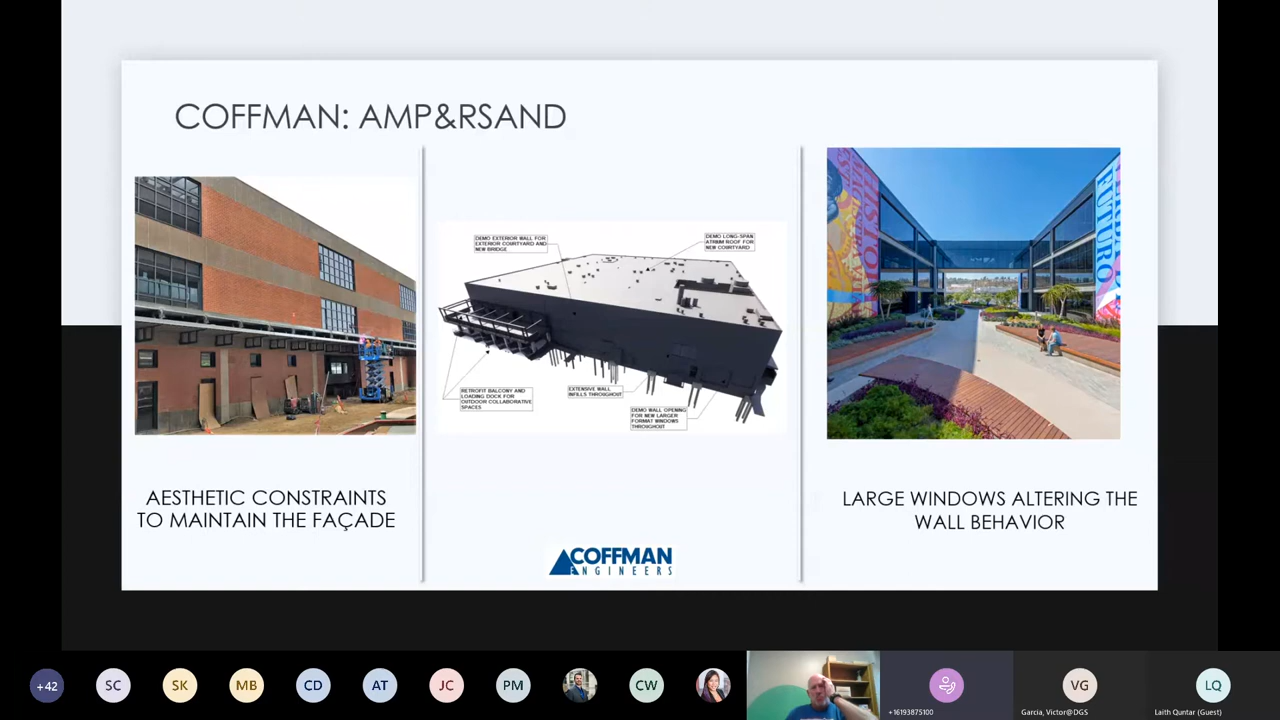 COFFMAN: AMP&RSAND
DEMO EXTERIOR WALL FOR
EXTERIOR COURTYARD AND
NEW BRIDGE
DEMO LONG-SPAN
ATRIUM ROOF FOR
NEW COURTYARD
RETROFIT BALCONY AND
LOADING DOCK FOR
OUTDOOR COLLABORATIVE
SPACES
EXTENSIVE WALL
INFILLS THROUGHOUT
DEMO WALL OPENING
FOR NEW LARGER
FORMAT WINDOWS
THROUGHOUT
FUTURO
AESTHETIC CONSTRAINTS
TO MAINTAIN THE FAÇADE
LARGE WINDOWS ALTERING THE
WALL BEHAVIOR
COFFMAN
ENGINEERS
+42
SC
SK
MB
CD
AT
JC
PM
CW
VG
LQ
+16193875100
Garcia, Victor@DGS
Laith Quntar (Guest)